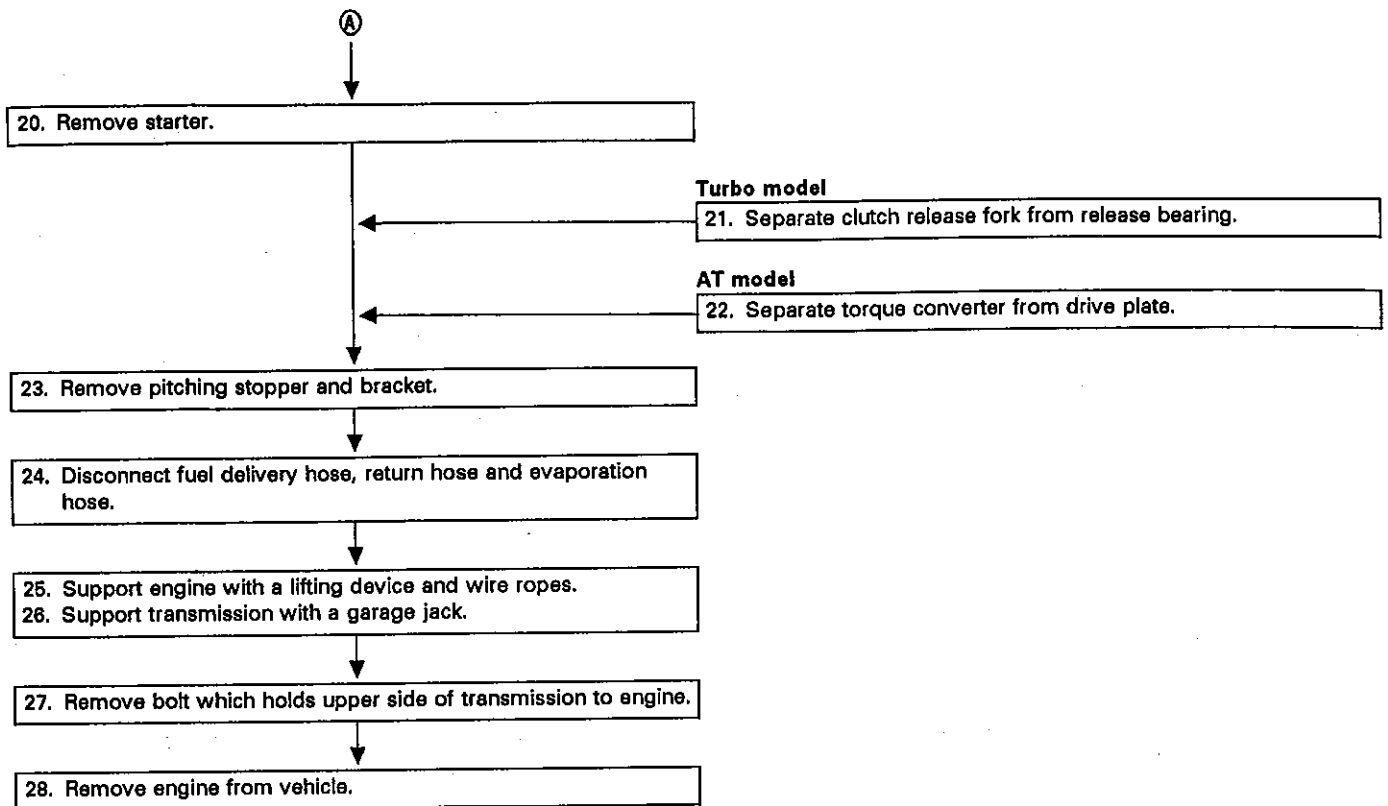 Ⓐ
20. Remove starter.
Turbo model
21. Separate clutch release fork from release bearing.
AT model
22. Separate torque converter from drive plate.
23. Remove pitching stopper and bracket.
24. Disconnect fuel delivery hose, return hose and evaporation
hose.
25. Support engine with a lifting device and wire ropes.
26. Support transmission with a garage jack.
27. Remove bolt which holds upper side of transmission to engine.
28. Remove engine from vehicle.